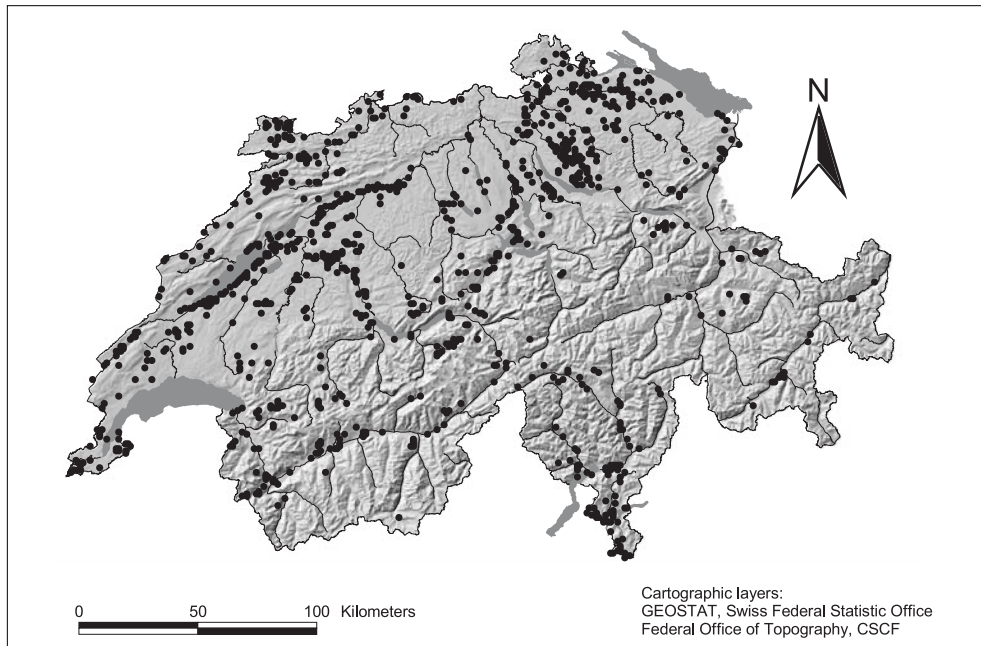 N
0 50 100 Kilometers
Cartographic layers:
GEOSTAT, Swiss Federal Statistic Office
Federal Office of Topography, CSCF